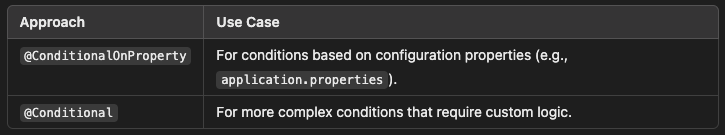 Approach Use Case
@ConditionalOnProperty For conditions based on configuration properties (e.g.,
application.properties).
@Conditional For more complex conditions that require custom logic.